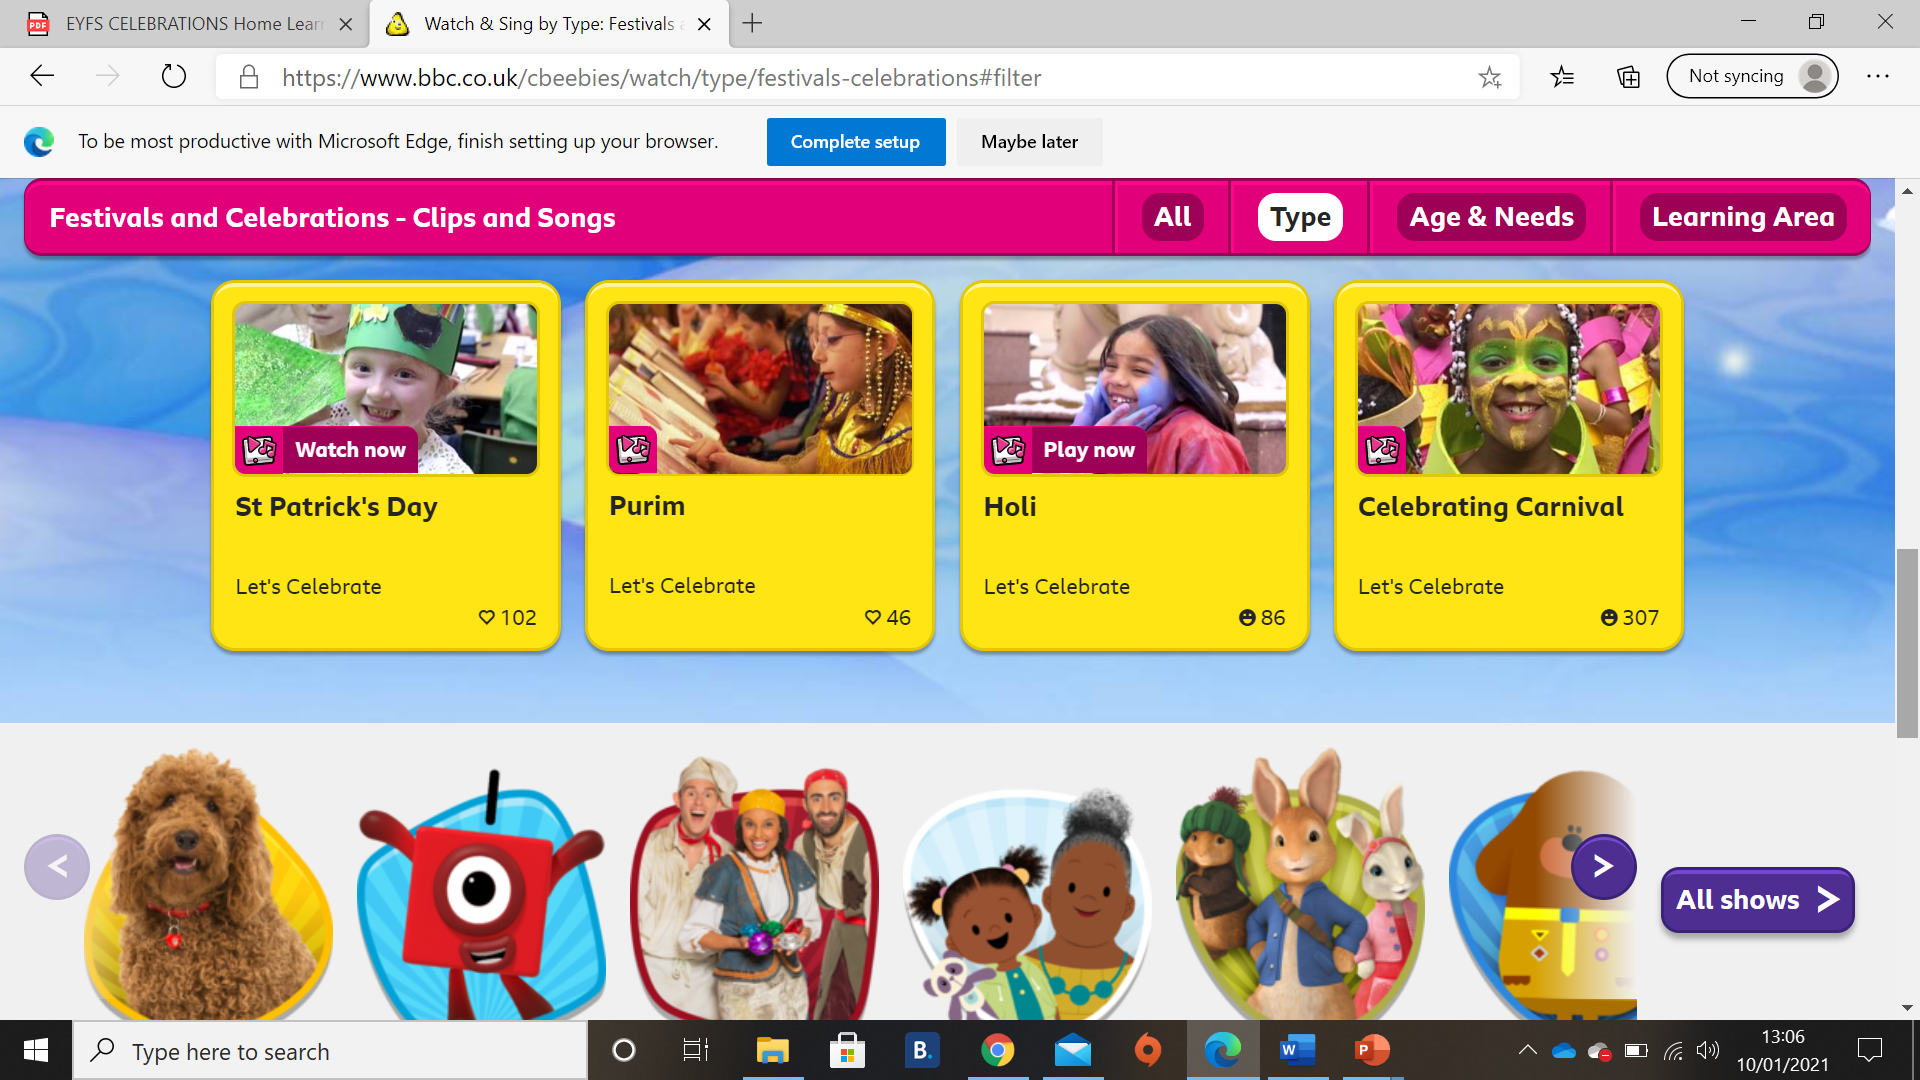 EYFS CELEBRATIONS Home Lear
Watch & Sing by Type: Festivals a
https://www.bbc.co.uk/cbeebies/watch/type/festivals-celebrations#filter
Not syncing
To be most productive with Microsoft Edge, finish setting up your browser.
Complete setup
Maybe later
Festivals and Celebrations - Clips and Songs
All
Type
Age & Needs
Learning Area
Watch now
Play now
St Patrick's Day
Purim
Holi
Celebrating Carnival
Let's Celebrate
Let's Celebrate
Let's Celebrate
Let's Celebrate
102
46
86
307
All shows
Type here to search
B.
W
P
13:06
10/01/2021